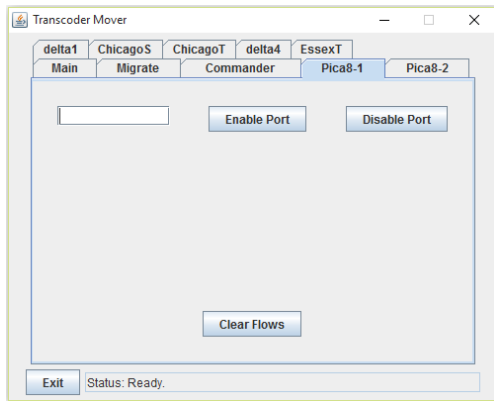 Transcoder Mover
delta1 ChicagoS ChicagoT delta4 EssexT
Main Migrate Commander Pica8-1 Pica8-2
Enable Port Disable Port
Clear Flows
Exit Status: Ready.